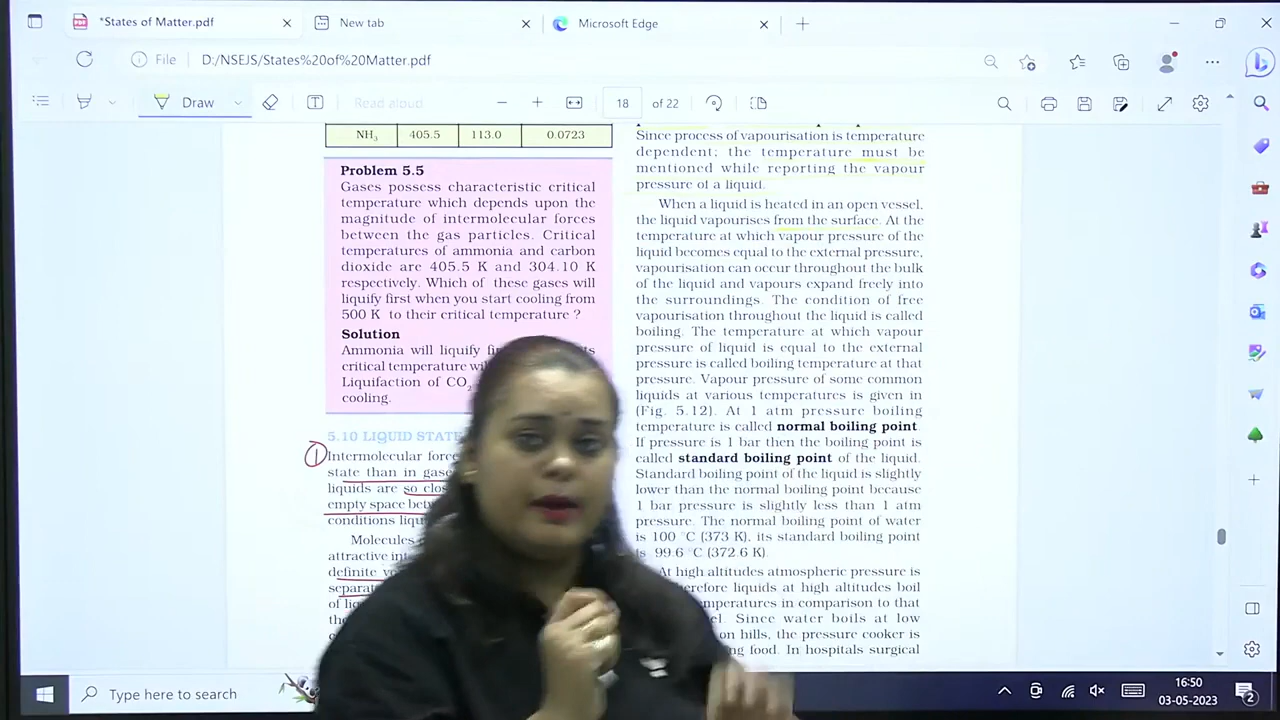 *States of Matter.pdf
New tab
Microsoft Edge
File
D:/NSEJS/States%20of%20Matter.pdf
Draw
Read aloud
18 of 22
NH3 405.5 113.0 0.0723
Problem 5.5
Gases possess characteristic critical
temperature which depends upon the
magnitude of intermolecular forces
between the gas particles. Critical
temperatures of ammonia and carbon
dioxide are 405.5 K and 304.10 K
respectively. Which of these gases will
liquify first when you start cooling from
500 K to their critical temperature ?
Solution
Ammonia will liquify
critical temperature
Liquifaction of CO2
cooling.
5.10 LIQUID STATE
①
Intermolecular
state than in
liquids are so
empty space
conditions
Molecules
attractive
definite
of
Since process of vapourisation is temperature
dependent; the temperature must be
mentioned while reporting the vapour
pressure of a liquid.
When a liquid is heated in an open vessel,
the liquid vapourises from the surface. At the
temperature at which vapour pressure of the
liquid becomes equal to the external pressure,
vapourisation can occur throughout the bulk
of the liquid and vapours expand freely into
the surroundings. The condition of free
vapourisation throughout the liquid is called
boiling. The temperature at which vapour
pressure of liquid is equal to the external
pressure is called boiling temperature at that
pressure. Vapour pressure of some common
liquids at various temperatures is given in
(Fig. 5.12). At 1 atm pressure boiling
temperature is called normal boiling point.
If pressure is 1 bar then the boiling point is
called standard boiling point of the liquid.
Standard boiling point of the liquid is slightly
lower than the normal boiling point because
1 bar pressure is slightly less than 1 atm
pressure. The normal boiling point of water
is 100 °C (373 K), its standard boiling point
is 99.6 °C (372.6 K).
At high altitudes atmospheric pressure is
liquids at high altitudes boil
in comparison to that
Since water boils at low
on hills, the pressure cooker is
food. In hospitals surgical
Type here to search
16:50
03-05-2023
2